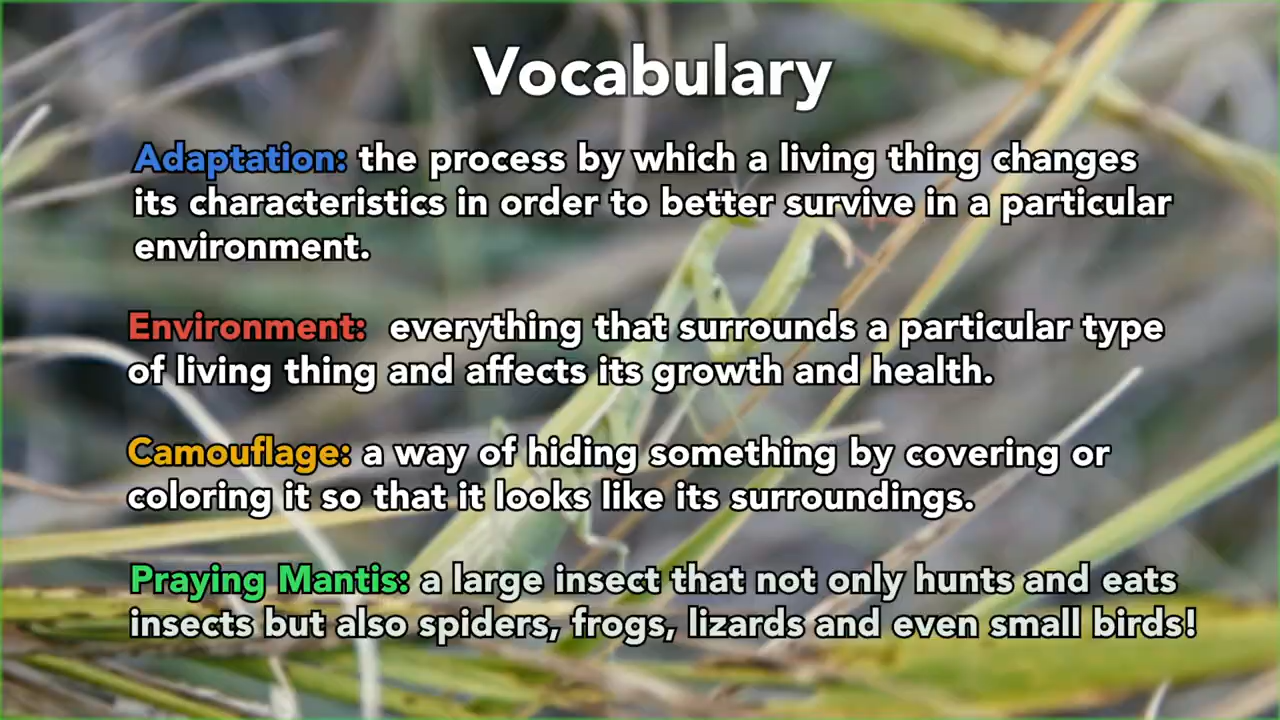 Vocabulary
Adaptation: the process by which a living thing changes
its characteristics in order to better survive in a particular
environment.
Environment: everything that surrounds a particular type
of living thing and affects its growth and health.
Camouflage: a way of hiding something by covering or
coloring it so that it looks like its surroundings.
Praying Mantis: a large insect that not only hunts and eats
insects but also spiders, frogs, lizards and even small birds!